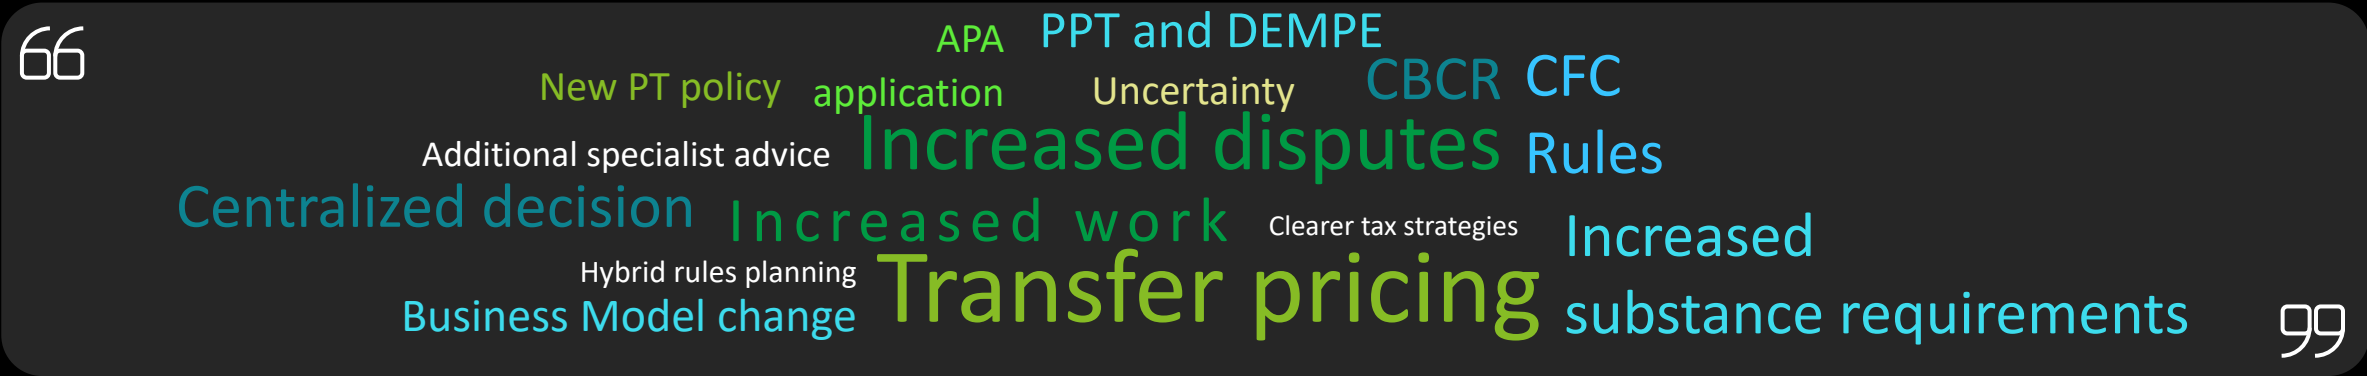 APA
application
PPT and DEMPE
New PT policy
Uncertainty
CBCR
CFC
Rules
Additional specialist advice
Increased disputes
Centralized decision
Increased work
Clearer tax strategies
Increased
substance requirements
Hybrid rules planning
Transfer pricing
Business Model change